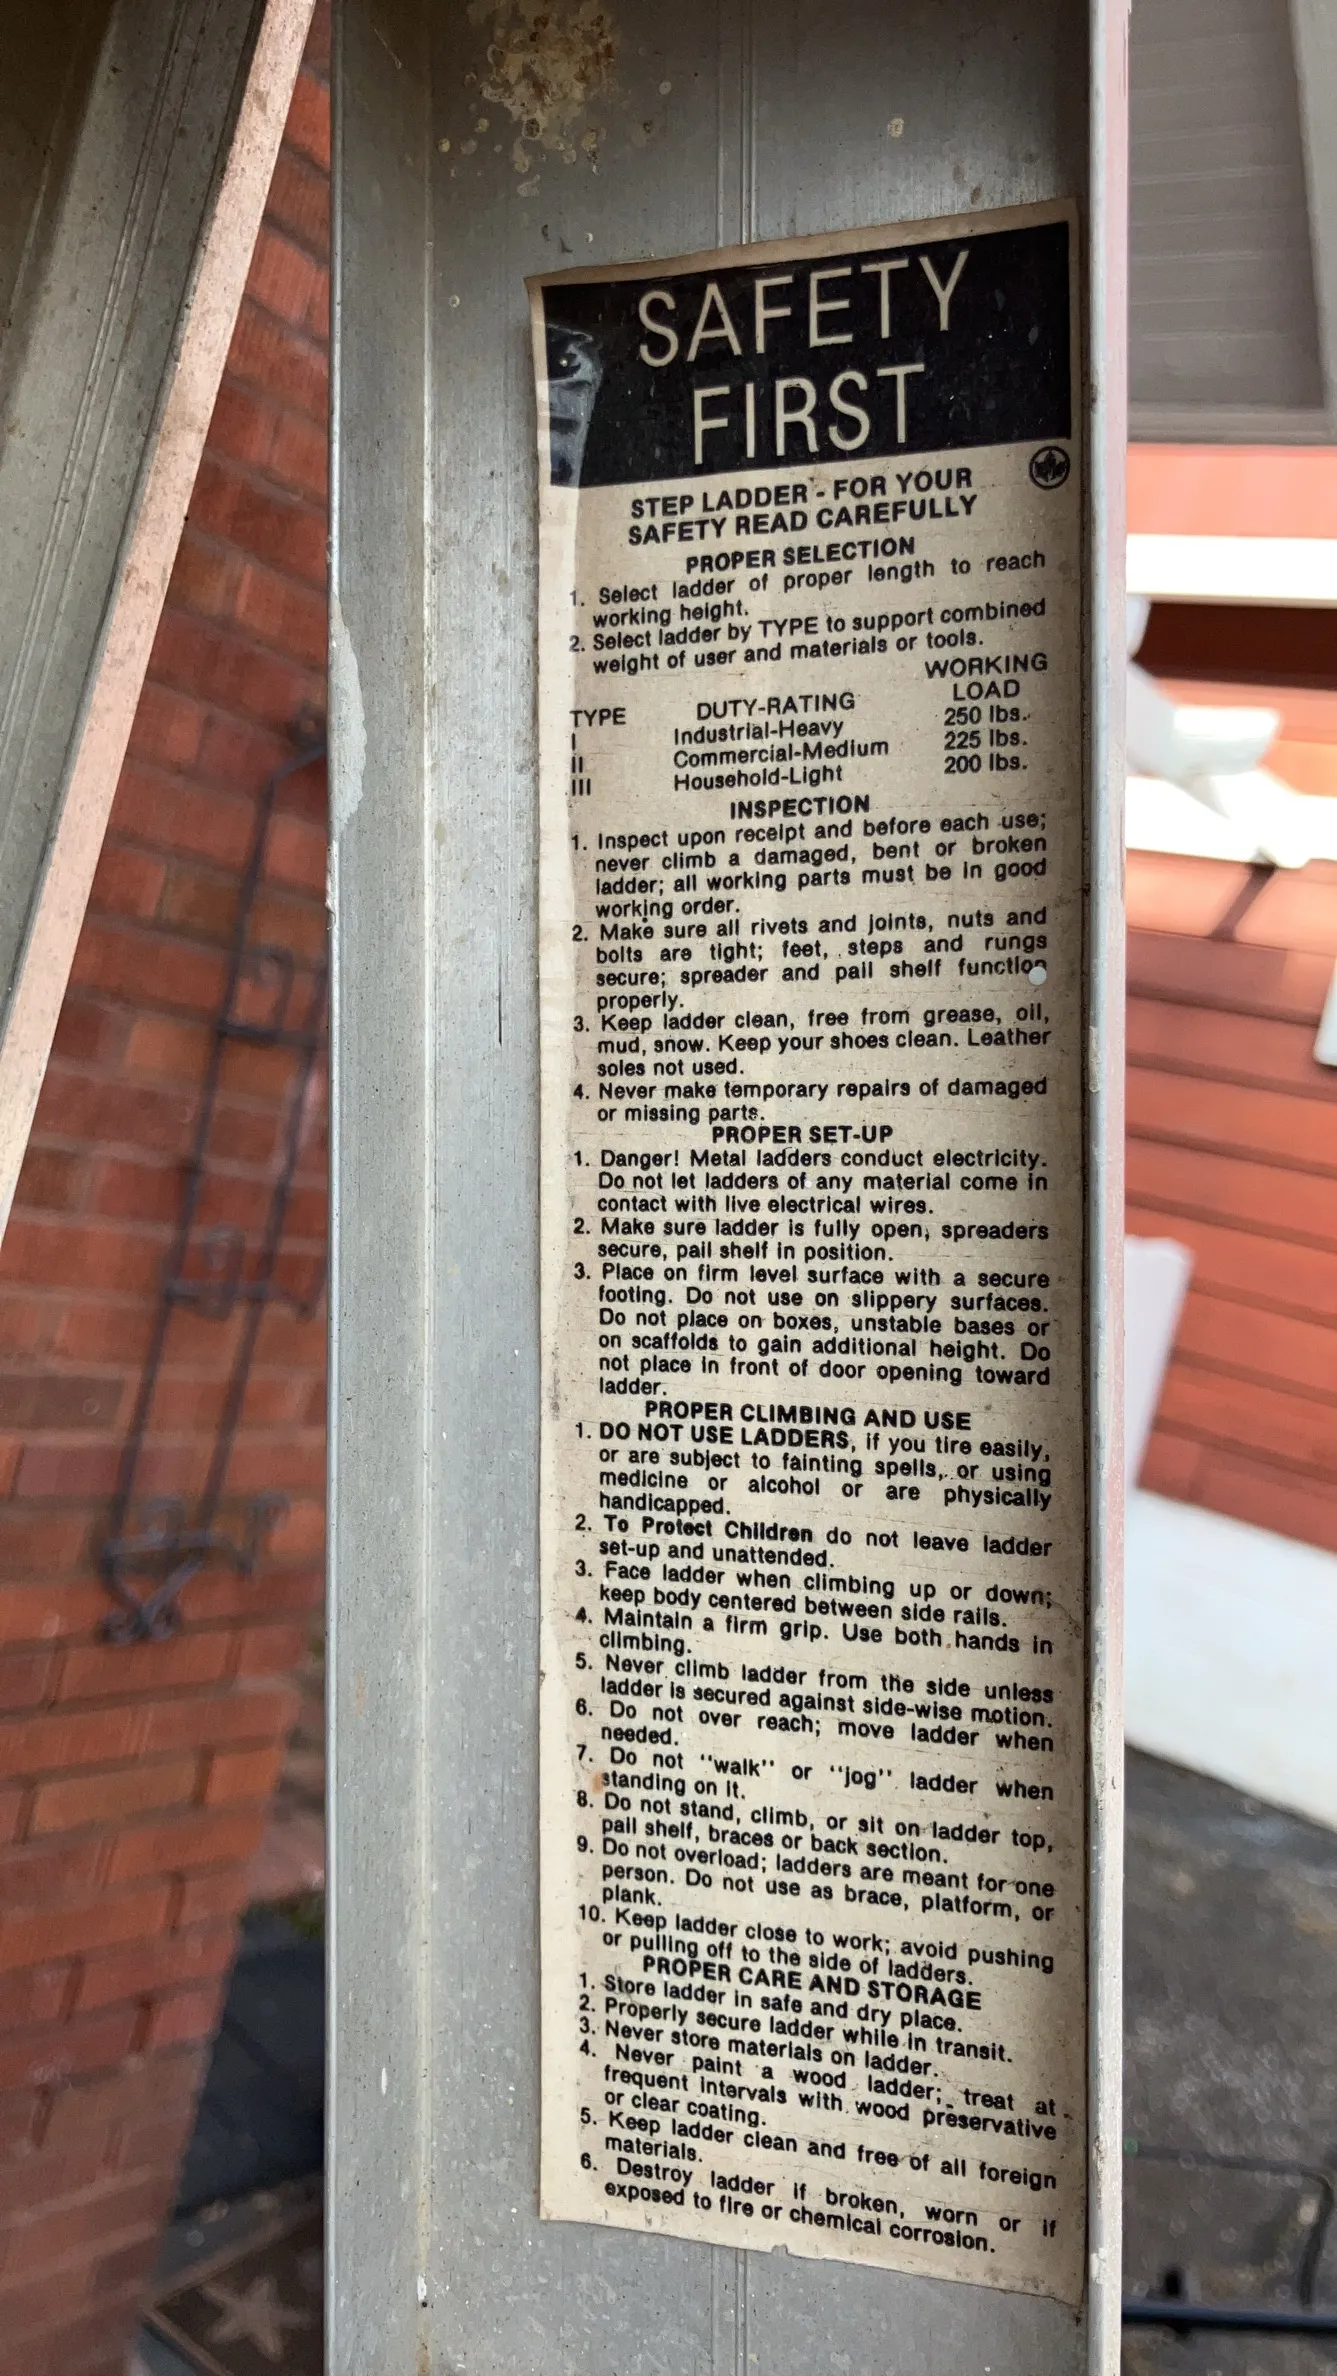 SAFETY
FIRST
STEP LADDER - FOR YOUR
SAFETY READ CAREFULLY
PROPER SELECTION
1. Select ladder of proper length to reach
working height.
2. Select ladder by TYPE to support combined
weight of user and materials or tools.
WORKING
TYPE DUTY-RATING LOAD
I Industrial-Heavy 250 lbs.
II Commercial-Medium 225 lbs.
III Household-Light 200 lbs.
INSPECTION
1. Inspect upon receipt and before each use;
never climb a damaged, bent or broken
ladder; all working parts must be in good
working order.
2. Make sure all rivets and joints, nuts and
bolts are tight; feet, steps and rungs
secure; spreader and pail shelf function
properly.
3. Keep ladder clean, free from grease, oil,
mud, snow. Keep your shoes clean. Leather
soles not used.
4. Never make temporary repairs of damaged
or missing parts.
PROPER SET-UP
1. Danger! Metal ladders conduct electricity.
Do not let ladders of any material come in
contact with live electrical wires.
2. Make sure ladder is fully open, spreaders
secure, pail shelf in position.
3. Place on firm level surface with a secure
footing. Do not use on slippery surfaces.
Do not place on boxes, unstable bases or
on scaffolds to gain additional height. Do
not place in front of door opening toward
ladder.
PROPER CLIMBING AND USE
1. DO NOT USE LADDERS, if you tire easily,
or are subject to fainting spells, or using
medicine or alcohol or are physically
handicapped.
2. To Protect Children do not leave ladder
set-up and unattended.
3. Face ladder when climbing up or down;
keep body centered between side rails.
4. Maintain a firm grip. Use both hands in
climbing.
5. Never climb ladder from the side unless
ladder is secured against side-wise motion.
6. Do not over reach; move ladder when
needed.
7. Do not "walk" or "jog" ladder when
standing on it.
8. Do not stand, climb, or sit on ladder top,
pail shelf, braces or back section.
9. Do not overload; ladders are meant for one
person. Do not use as brace, platform, or
plank.
10. Keep ladder close to work; avoid pushing
or pulling off to the side of ladders.
PROPER CARE AND STORAGE
1. Store ladder in safe and dry place.
2. Properly secure ladder while in transit.
3. Never store materials on ladder.
4. Never paint a wood ladder; treat at
frequent intervals with wood preservative
or clear coating.
5. Keep ladder clean and free of all foreign
materials.
6. Destroy ladder if broken, worn or if
exposed to fire or chemical corrosion.